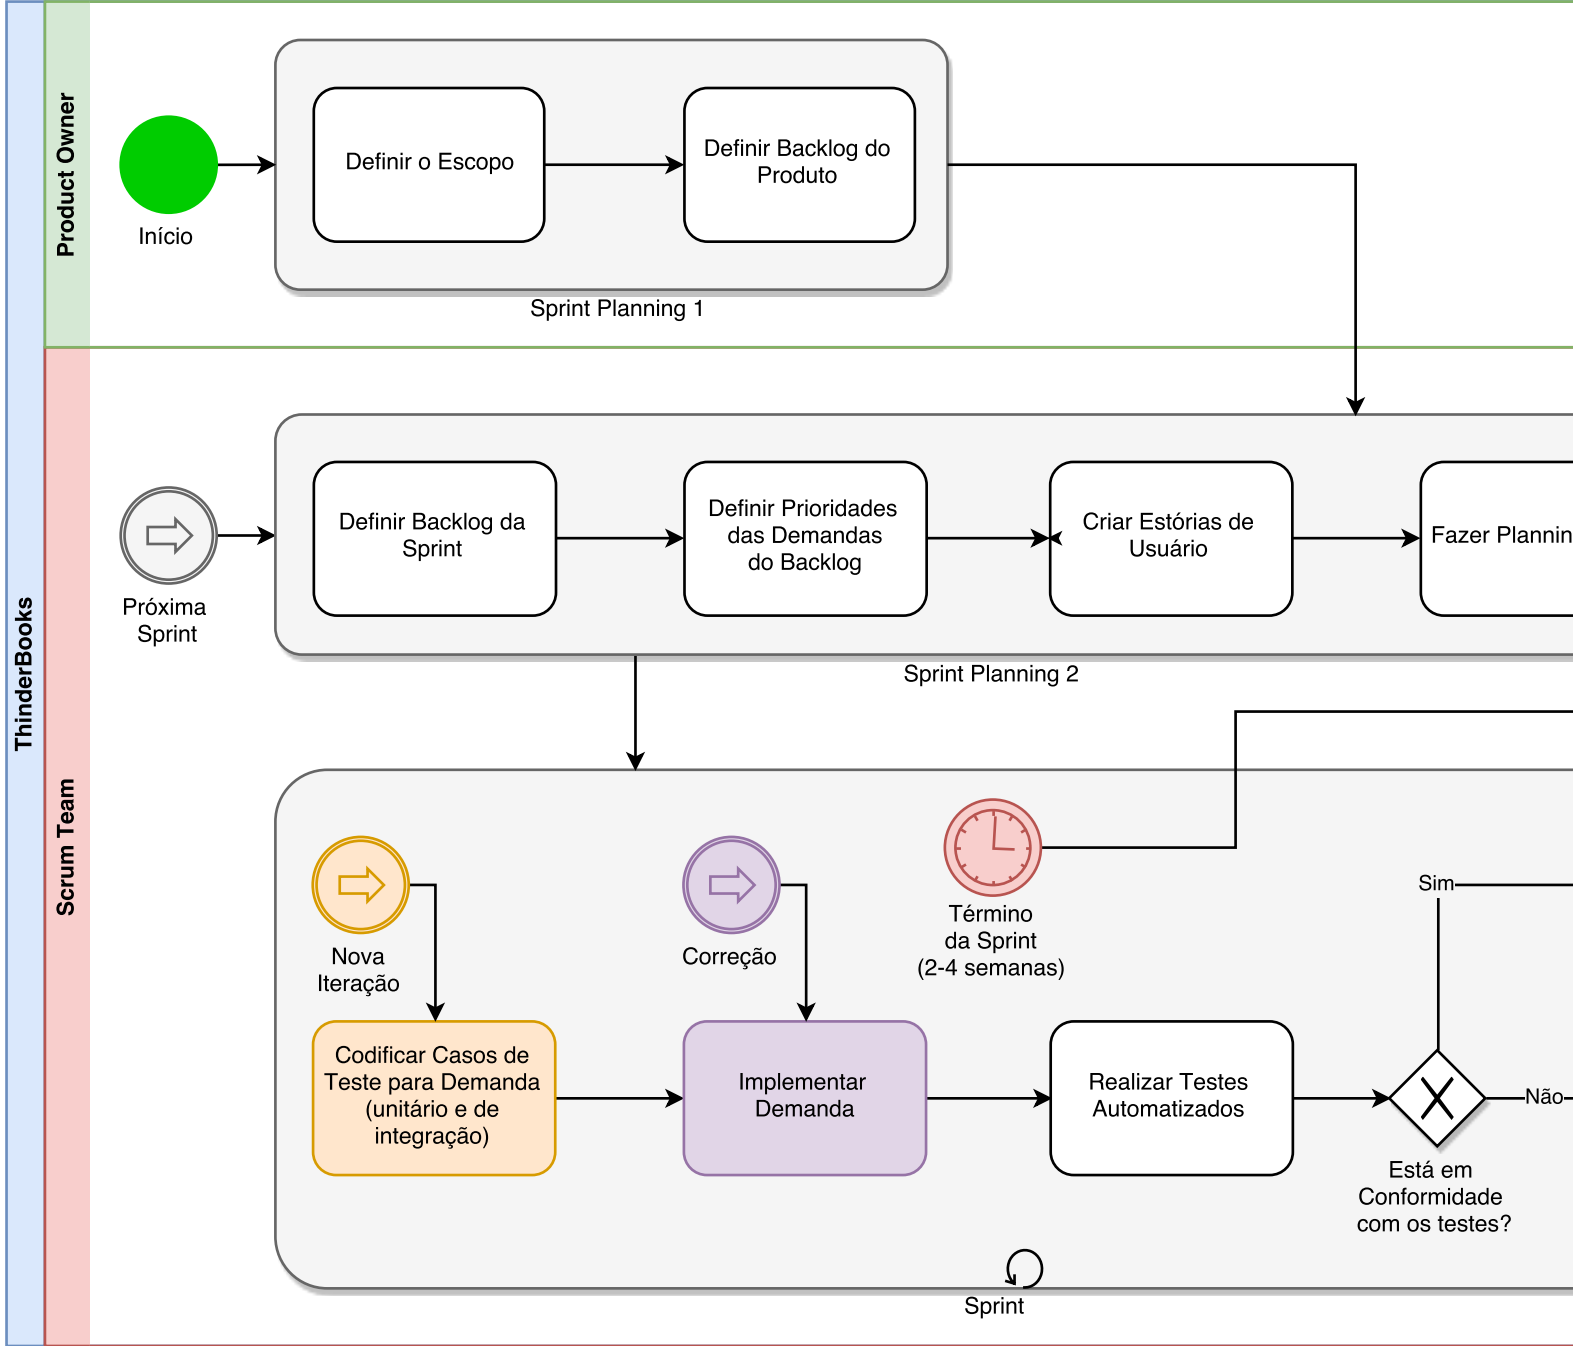 ThinderBooks
Product Owner
Início
Definir o Escopo
Definir Backlog do
Produto
Sprint Planning 1
Scrum Team
Próxima
Sprint
Definir Backlog da
Sprint
Definir Prioridades
das Demandas
do Backlog
Criar Estórias de
Usuário
Fazer Plannin
Sprint Planning 2
Nova
Iteração
Correção
Término
da Sprint
(2-4 semanas)
Sim
Codificar Casos de
Teste para Demanda
(unitário e de
integração)
Implementar
Demanda
Realizar Testes
Automatizados
Não
Está em
Conformidade
com os testes?
Sprint